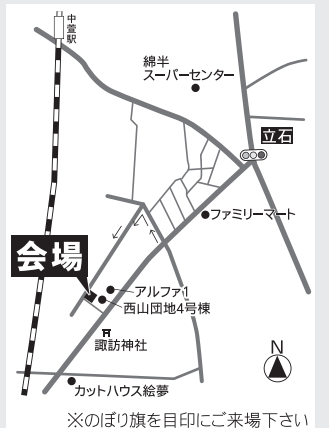 中萱駅
綿半
スーパーセンター
立石
ファミリーマート
会場
アルファ1
西山団地4号棟
諏訪神社
N
カットハウス絵夢
※のぼり旗を目印にご来場下さい